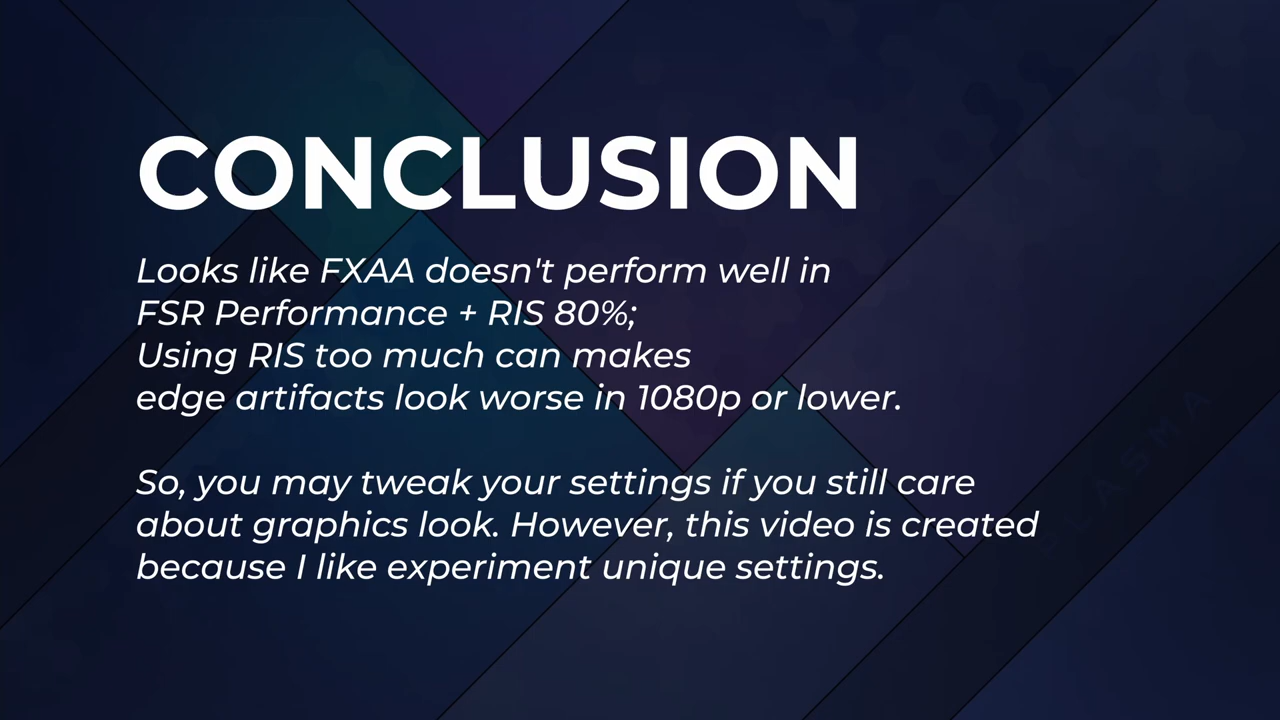 CONCLUSION
Looks like FXAA doesn't perform well in
FSR Performance + RIS 80%;
Using RIS too much can makes
edge artifacts look worse in 1080p or lower.
So, you may tweak your settings if you still care
about graphics look. However, this video is created
because I like experiment unique settings.